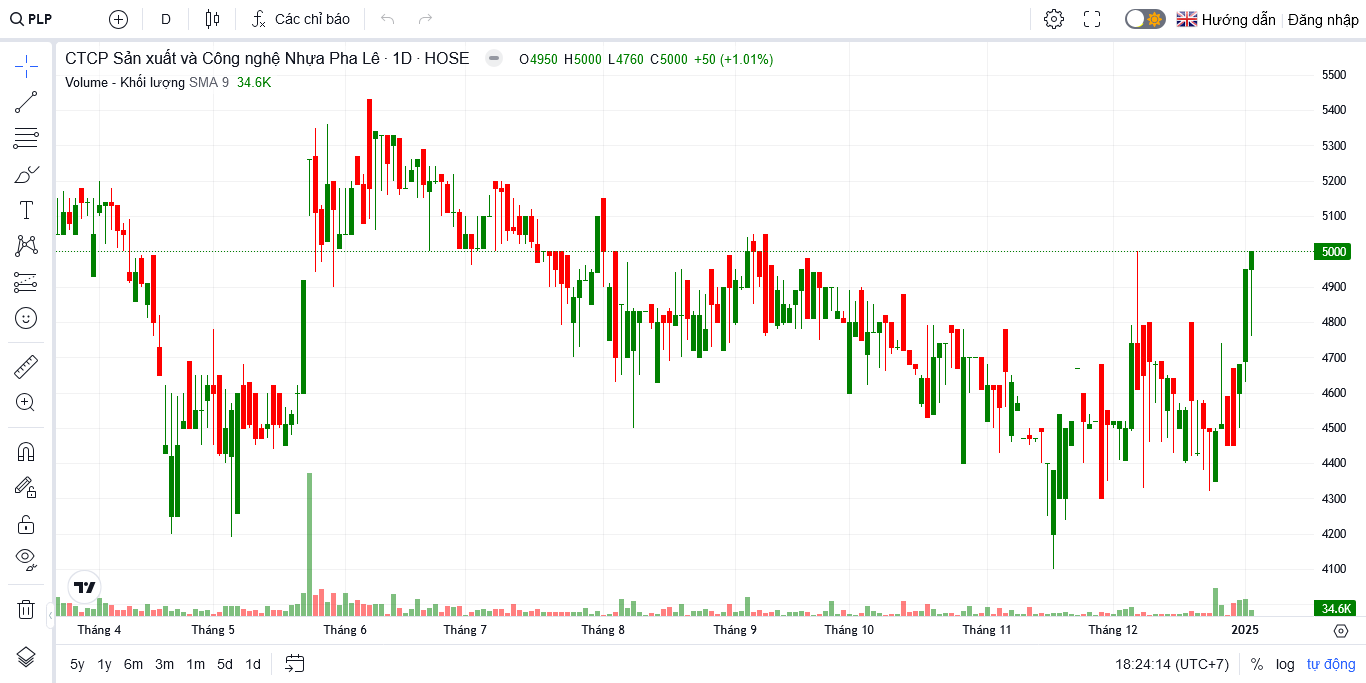 PLP D Các chỉ báo Hướng dẫn Đăng nhập
CTCP Sản xuất và Công nghệ Nhựa Pha Lê · 1D · HOSE O4950 H5000 L4760 C5000 +50 (+1.01%)
Volume - Khối lượng SMA 9 34.6K
5500
5400
5300
5200
5100
5000
4900
4800
4700
4600
4500
4400
4300
4200
4100
34.6K
Tháng 4 Tháng 5 Tháng 6 Tháng 7 Tháng 8 Tháng 9 Tháng 10 Tháng 11 Tháng 12 2025
5y 1y 6m 3m 1m 5d 1d 18:24:14 (UTC+7) % log tự động